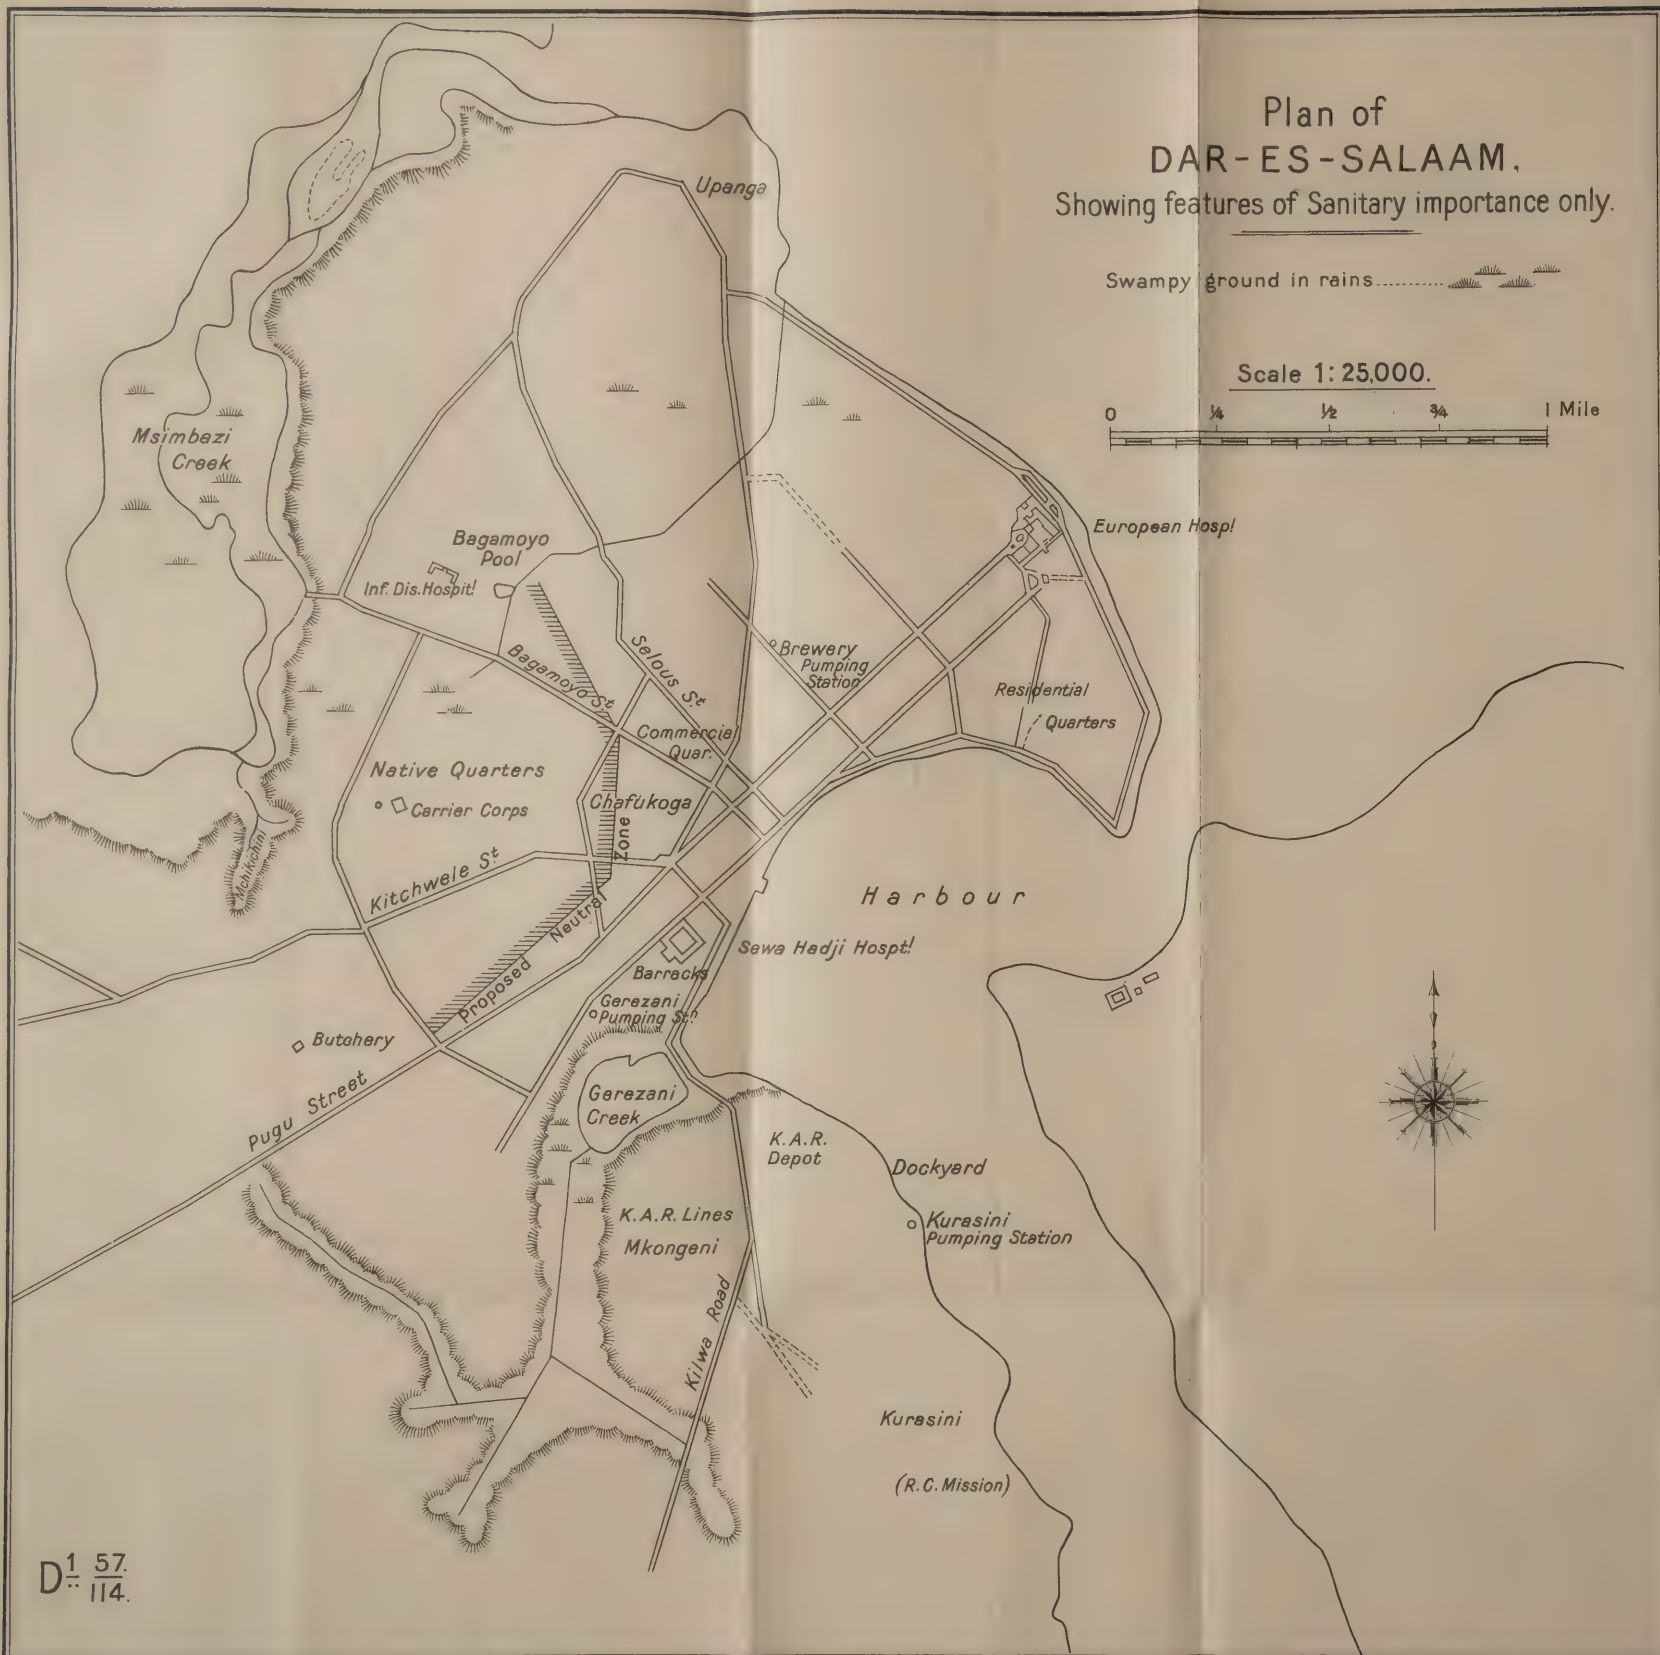 Plan of
DAR-ES-SALAAM.
Showing features of Sanitary importance only.
Swampy ground in rains..........
Scale 1:25,000.
0 ¼ ½ ¾ 1 Mile
Upanga
Msimbazi
Creek
European Hospl
Bagamoyo
Pool
Inf. Dis. Hospitl
Bagamoyo St
Selous St
Brewery
Pumping
Station
Residential
Quarters
Commercial
Quar.
Native Quarters
Carrier Corps
Chafukoga
Mchikichini
Kitchwele St
Proposed Neutral Zone
Harbour
Sewa Hadji Hosptl
Barracks
Gerezani
Pumping Stn
Butchery
Pugu Street
Gerezani
Creek
K.A.R.
Depot
Dockyard
K.A.R. Lines
Mkongeni
Kurasini
Pumping Station
Kilwa Road
Kurasini
(R.C. Mission)
D 1 57.
114.